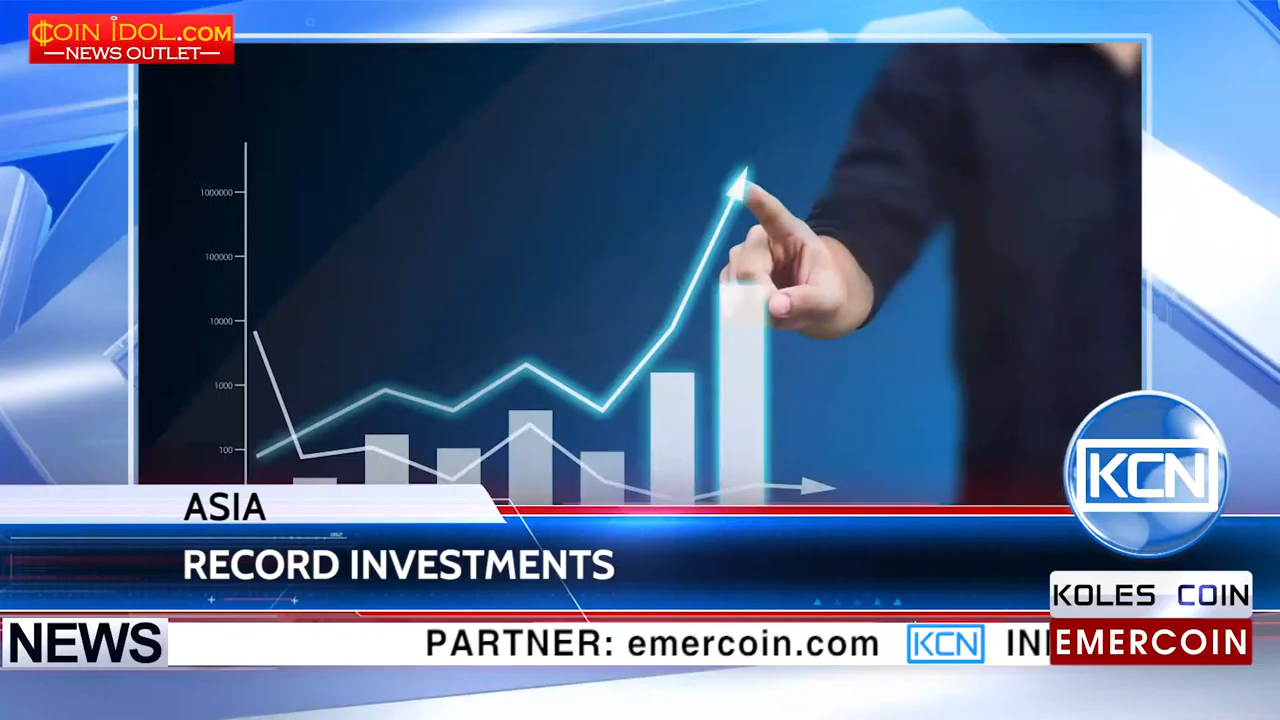 COIN IDOL.COM
NEWS OUTLET
1000000
100000
10000
1000
100
KCN
ASIA
RECORD INVESTMENTS
KOLES COIN
EMERCOIN
NEWS
PARTNER: emercoin.com KCN